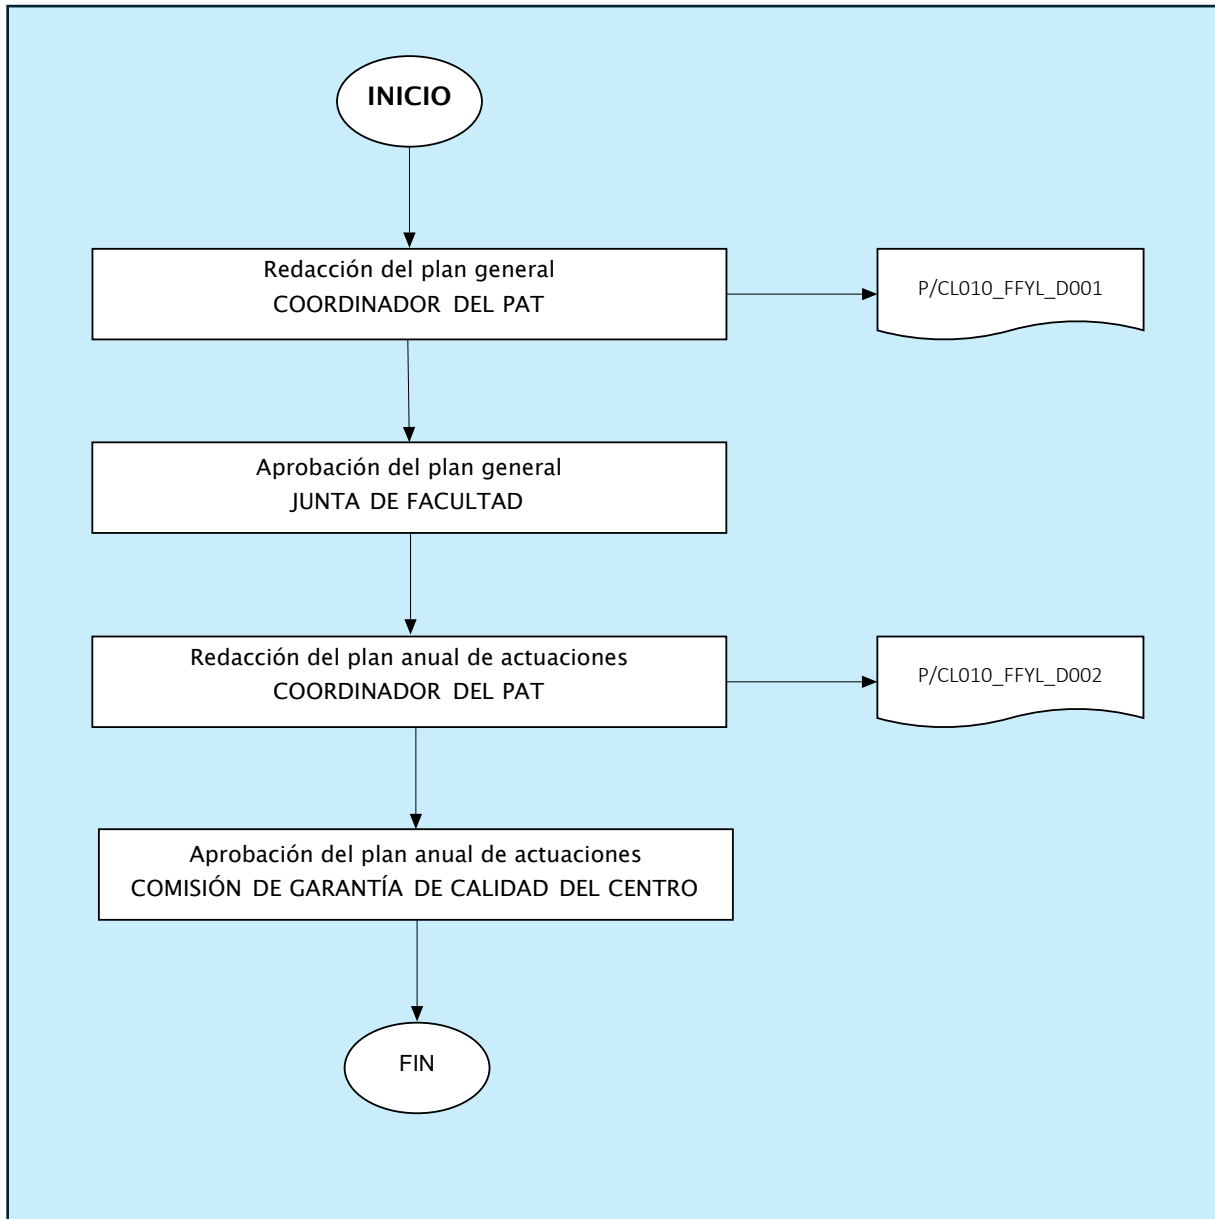 INICIO
Redacción del plan general
COORDINADOR DEL PAT
P/CL010_FFYL_D001
Aprobación del plan general
JUNTA DE FACULTAD
Redacción del plan anual de actuaciones
COORDINADOR DEL PAT
P/CL010_FFYL_D002
Aprobación del plan anual de actuaciones
COMISIÓN DE GARANTÍA DE CALIDAD DEL CENTRO
FIN